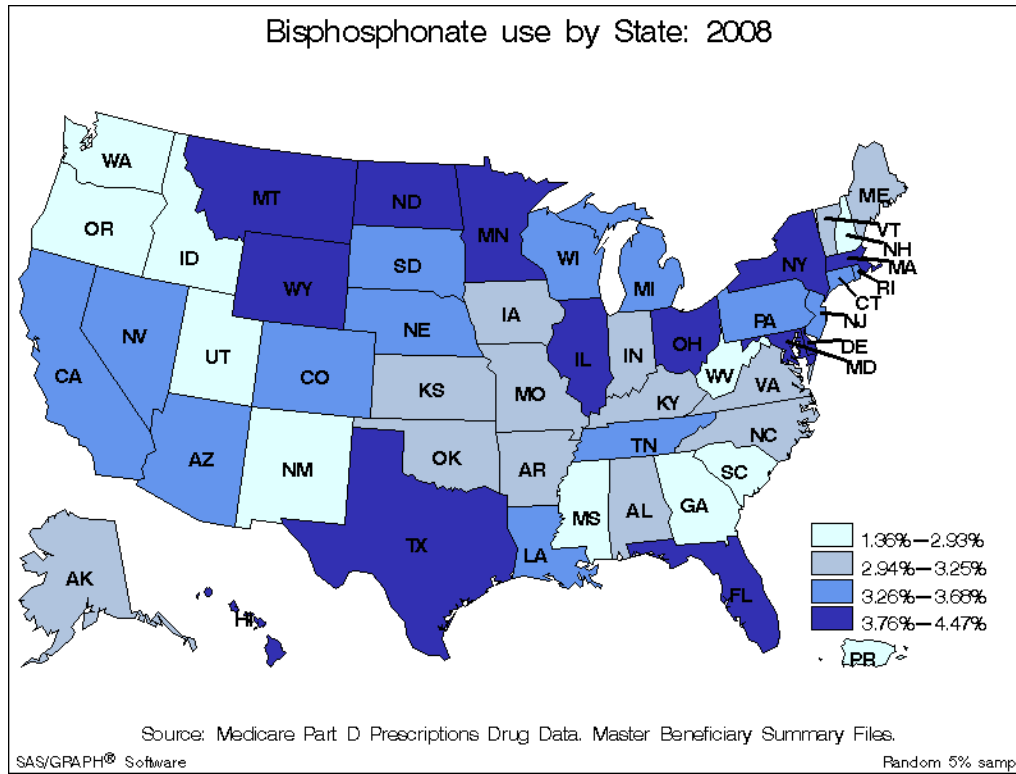 Bisphosphonate use by State: 2008
WA
MT
ND
MN
ME
OR
VT
ID
NH
WY
SD
WI
MI
NY
MA
RI
CT
NV
NE
IA
PA
NJ
CA
UT
CO
IL
IN
OH
DE
MD
KS
MO
WV
VA
KY
AZ
NM
OK
AR
TN
NC
SC
MS
AL
GA
TX
LA
AK
FL
HI
PR
1.36%–2.93%
2.94%–3.25%
3.26%–3.68%
3.76%–4.47%
Source: Medicare Part D Prescriptions Drug Data. Master Beneficiary Summary Files.
SAS/GRAPH® Software
Random 5% samp